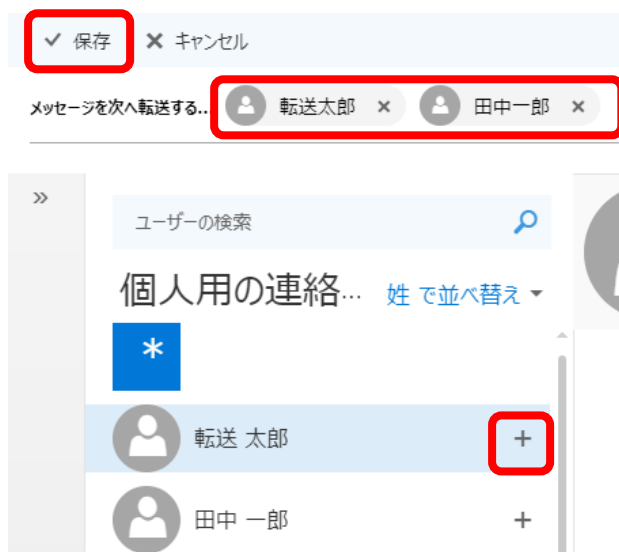 ✓ 保存 ✕ キャンセル
メッセージを次へ転送する... 転送太郎 × 田中一郎 ×
»
ユーザーの検索
個人用の連絡... 姓 で並べ替え ▾
*
転送 太郎 +
田中 一郎 +